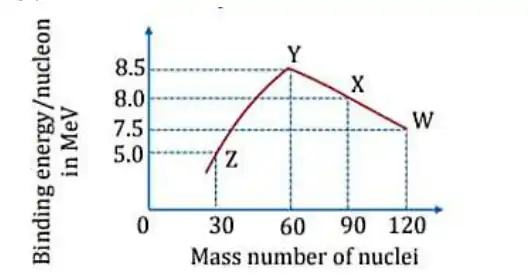 Binding energy/nucleon
in MeV
Y
8.5
X
8.0
W
7.5
5.0
Z
0
30
60
90
120
Mass number of nuclei